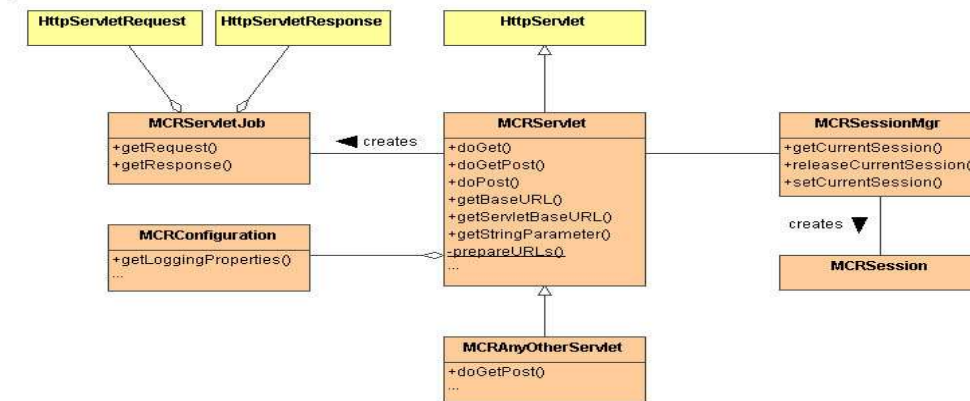 HttpServletRequest
HttpServletResponse
HttpServlet
MCRServletJob
+getRequest()
+getResponse()
creates
MCRServlet
+doGet()
+doGetPost()
+doPost()
+getBaseURL()
+getServletBaseURL()
+getStringParameter()
-prepareURLs()
...
MCRSessionMgr
+getCurrentSession()
+releaseCurrentSession()
+setCurrentSession()
creates
MCRConfiguration
+getLoggingProperties()
...
MCRSession
MCRAnyOtherServlet
+doGetPost()
...